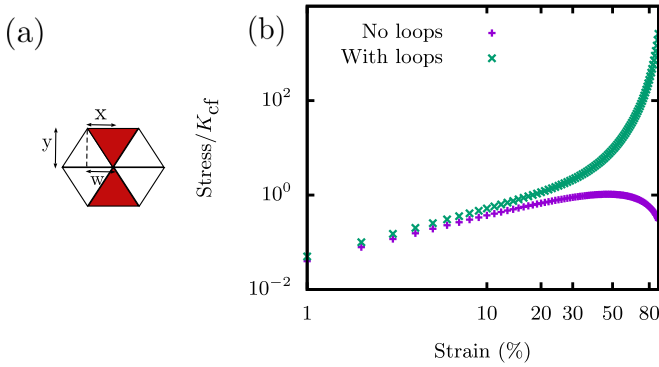 (a)
x
y
w
(b)
No loops
With loops
Stress/K_cf
10^2
10^0
10^−2
1
10
20
30
50
80
Strain (%)